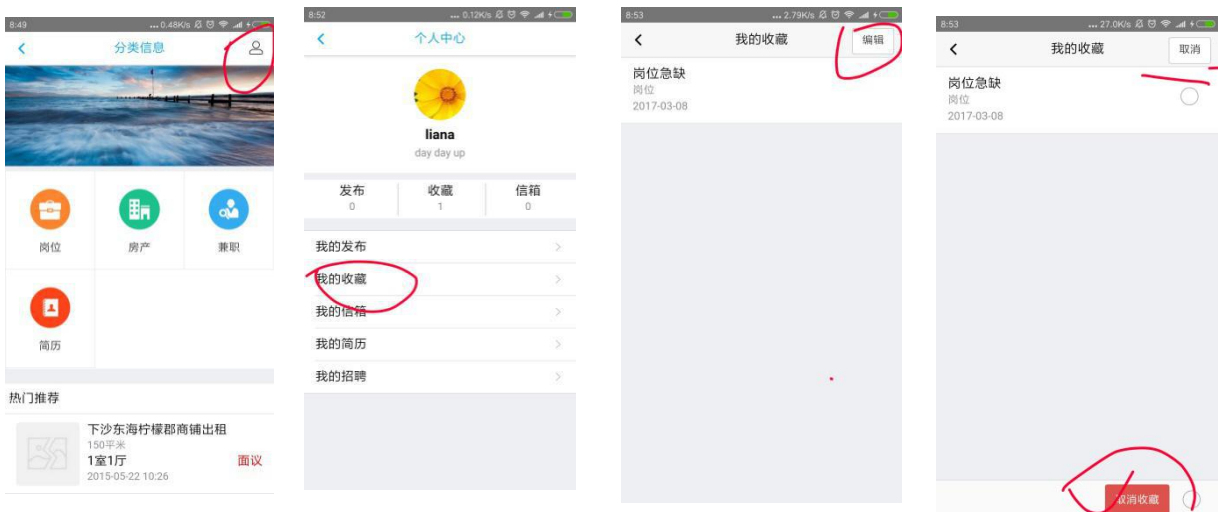 8:49
... 0.48K/s
分类信息
岗位
房产
兼职
简历
热门推荐
下沙东海柠檬郡商铺出租
150平米
1室1厅
面议
2015-05-22 10:26
8:52
... 0.12K/s
个人中心
liana
day day up
发布
收藏
信箱
0
1
0
我的发布
我的收藏
我的信箱
我的简历
我的招聘
8:53
... 2.79K/s
我的收藏
编辑
岗位急缺
岗位
2017-03-08
8:53
... 27.0K/s
我的收藏
取消
岗位急缺
岗位
2017-03-08
取消收藏